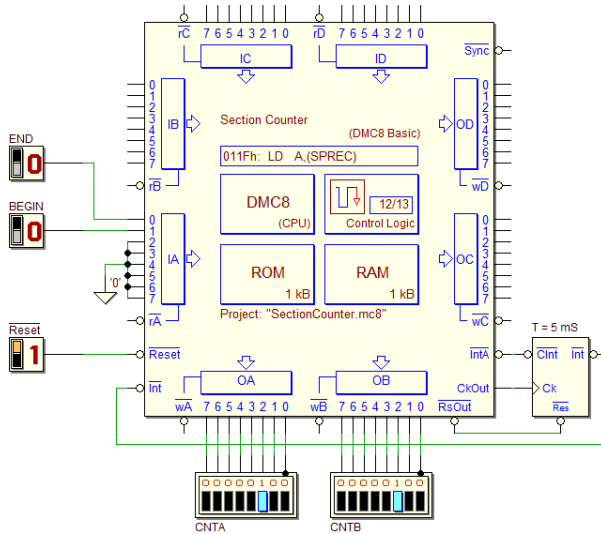 rC 7 6 5 4 3 2 1 0 rD 7 6 5 4 3 2 1 0
IC ID Sync
0 1 2 3 4 5 6 7 IB
Section Counter
(DMC8 Basic)
0 1 2 3 4 5 6 7 OD
END
0
011Fh: LD A,(SPREC)
rB wD
DMC8
(CPU)
12/13
Control Logic
BEGIN
0
0 1 2 3 4 5 6 7 IA
'0'
0 1 2 3 4 5 6 7 OC
ROM
1 kB
RAM
1 kB
rA Project: "SectionCounter.mc8" wC
Reset
1
T = 5 mS
Reset IntA CInt Int
Int OA OB CkOut Ck
wA 7 6 5 4 3 2 1 0 wB 7 6 5 4 3 2 1 0 RsOut Res
1 1
CNTA CNTB